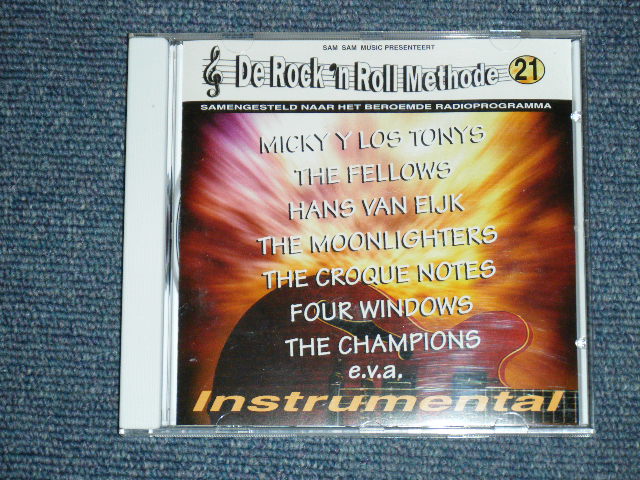 SAM SAM MUSIC PRESENTEERT
De Rock 'n Roll Methode 21
SAMENGESTELD NAAR HET BEROEMDE RADIOPROGRAMMA
MICKY Y LOS TONYS
THE FELLOWS
HANS VAN EIJK
THE MOONLIGHTERS
THE CROQUE NOTES
FOUR WINDOWS
THE CHAMPIONS
e.v.a.
Instrumental